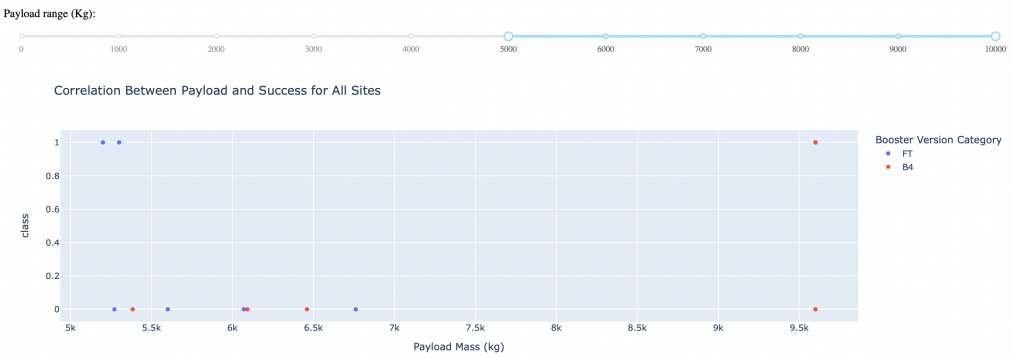 Payload range (Kg):
0 1000 2000 3000 4000 5000 6000 7000 8000 9000 10000
Correlation Between Payload and Success for All Sites
Booster Version Category
FT
B4
1
0.8
0.6
0.4
0.2
0
class
5k 5.5k 6k 6.5k 7k 7.5k 8k 8.5k 9k 9.5k
Payload Mass (kg)